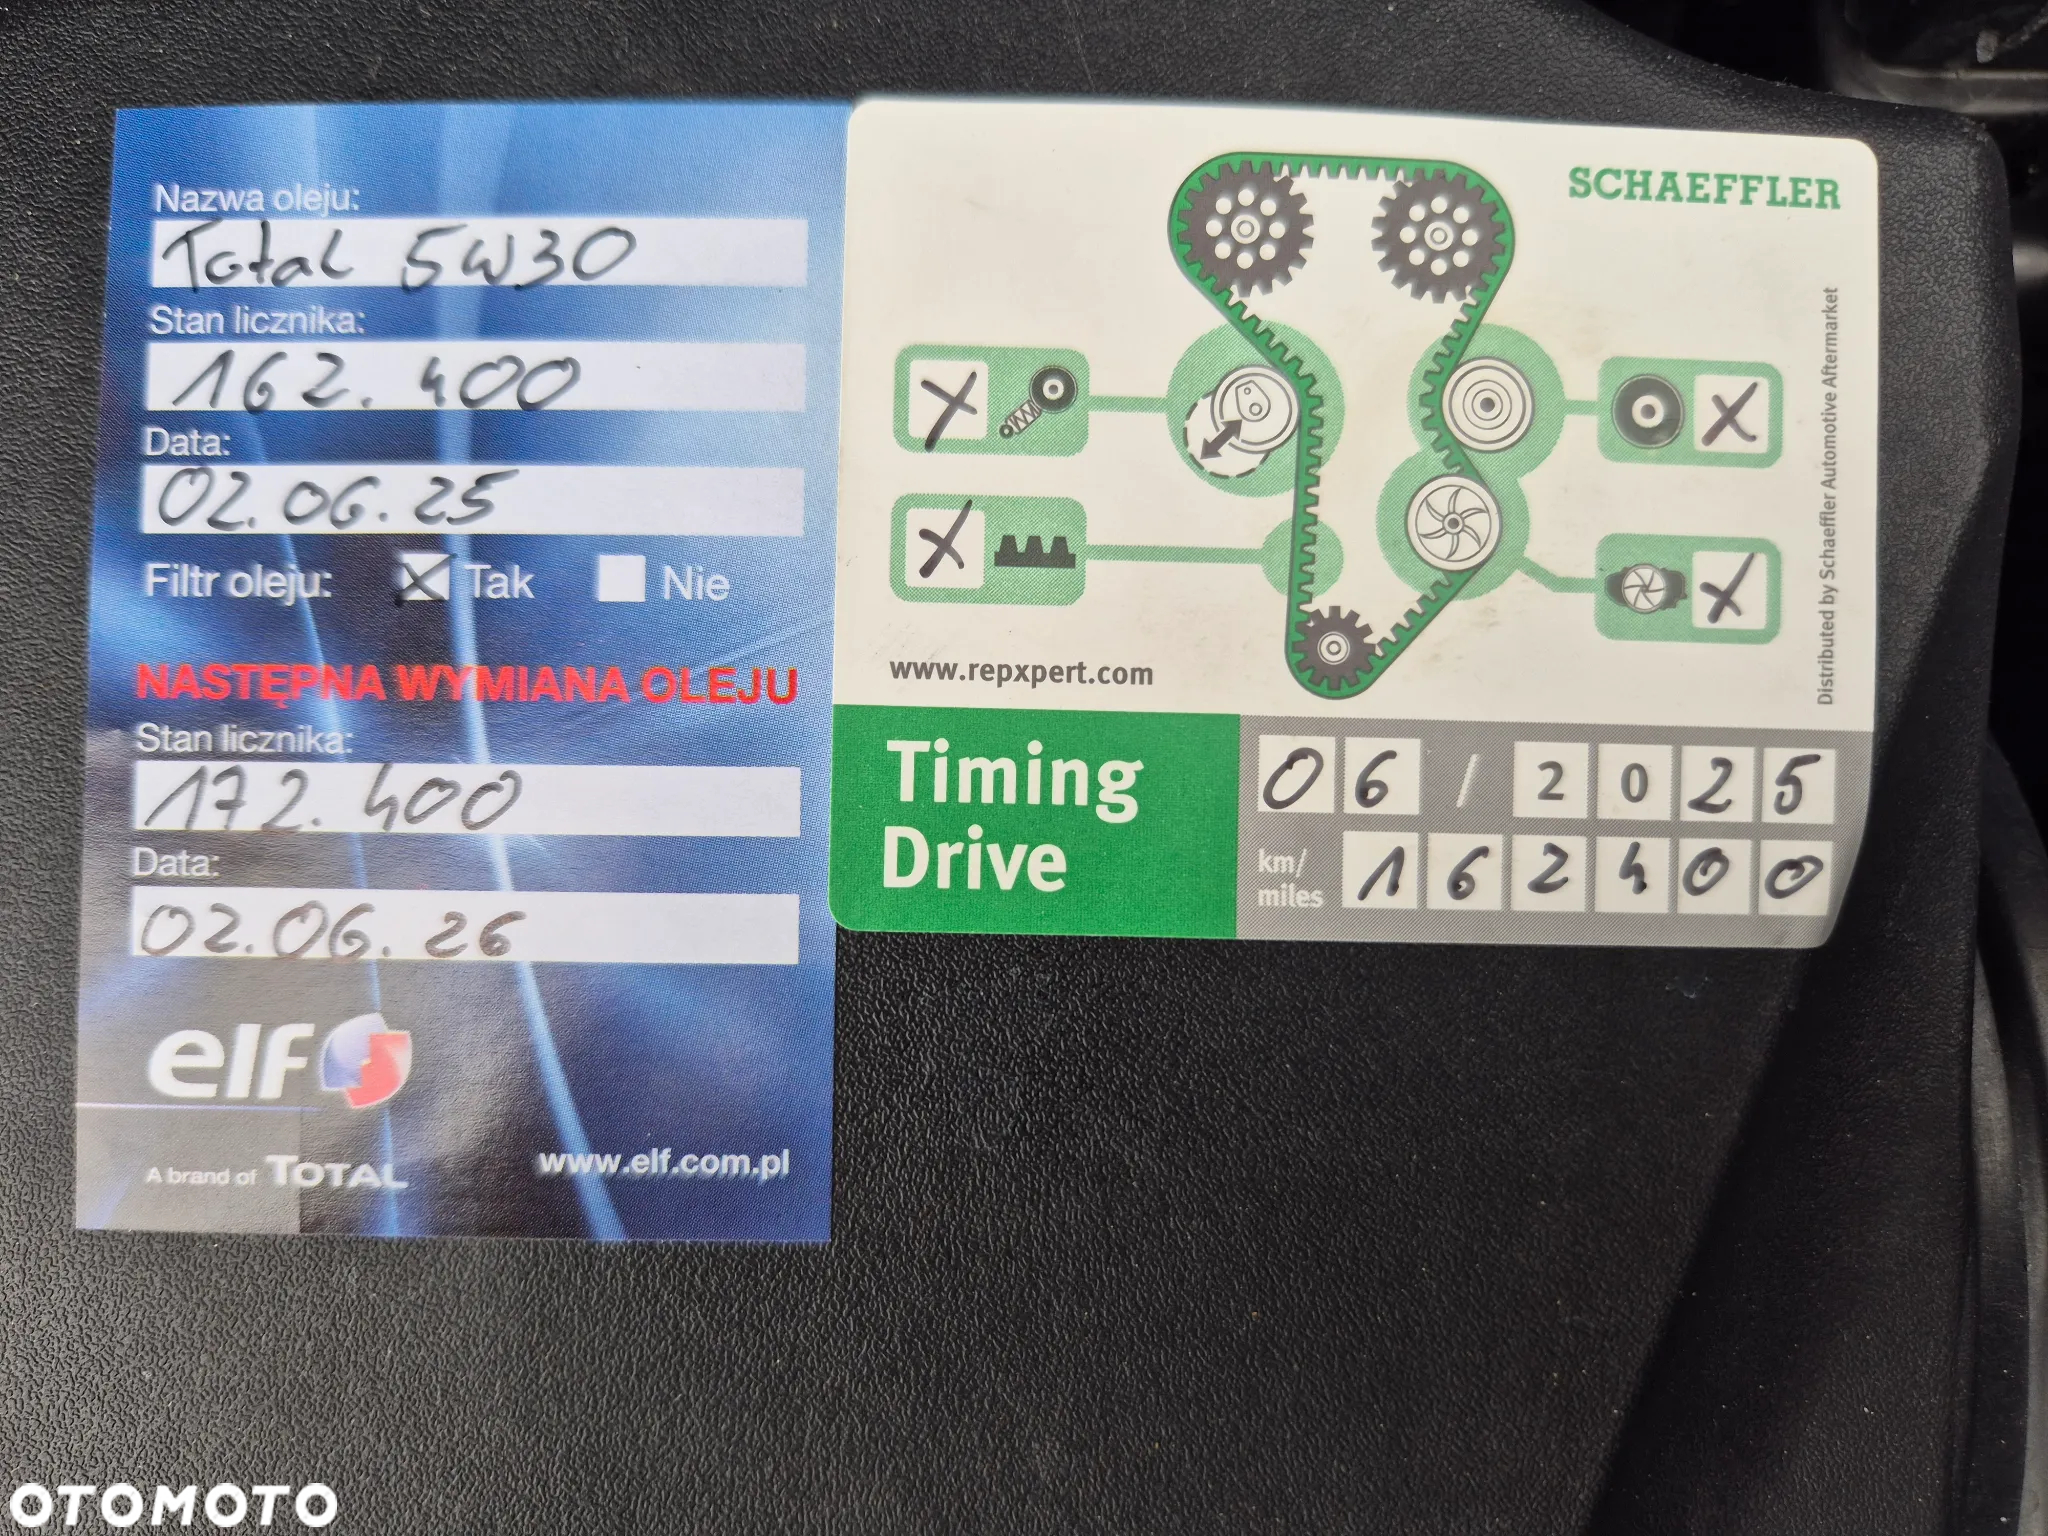 Nazwa oleju:
Total 5W30
Stan licznika:
162.400
Data:
02.06.25
Filtr oleju: X Tak Nie
NASTĘPNA WYMIANA OLEJU
Stan licznika:
172.400
Data:
02.06.26
elf
A brand of TOTAL
www.elf.com.pl
SCHAEFFLER
X X
X X
Distributed by Schaeffler Automotive Aftermarket
www.repxpert.com
Timing
Drive
06 / 2025
km/
miles
162400
OTOMOTO